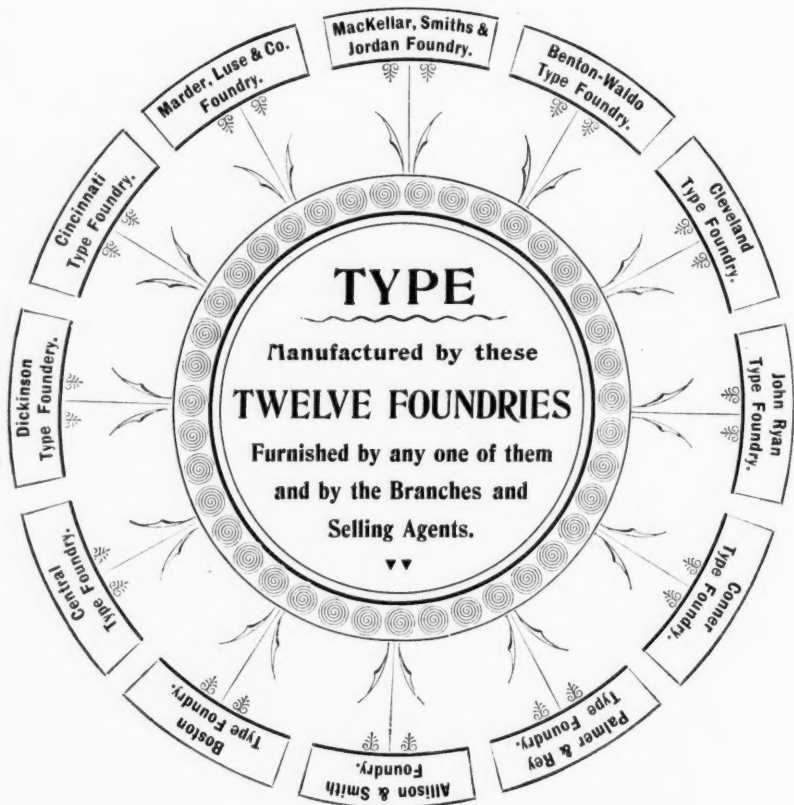 MacKellar, Smiths &
Jordan Foundry.
Benton-Waldo
Type Foundry.
Cleveland
Type Foundry.
John Ryan
Type Foundry.
Conner
Type Foundry.
Palmer & Rey
Type Foundry.
Allison & Smith
Foundry.
Boston
Type Foundry.
Central
Type Foundry.
Dickinson
Type Foundery.
Cincinnati
Type Foundry.
Marder, Luse & Co.
Foundry.
TYPE
Manufactured by these
TWELVE FOUNDRIES
Furnished by any one of them
and by the Branches and
Selling Agents.